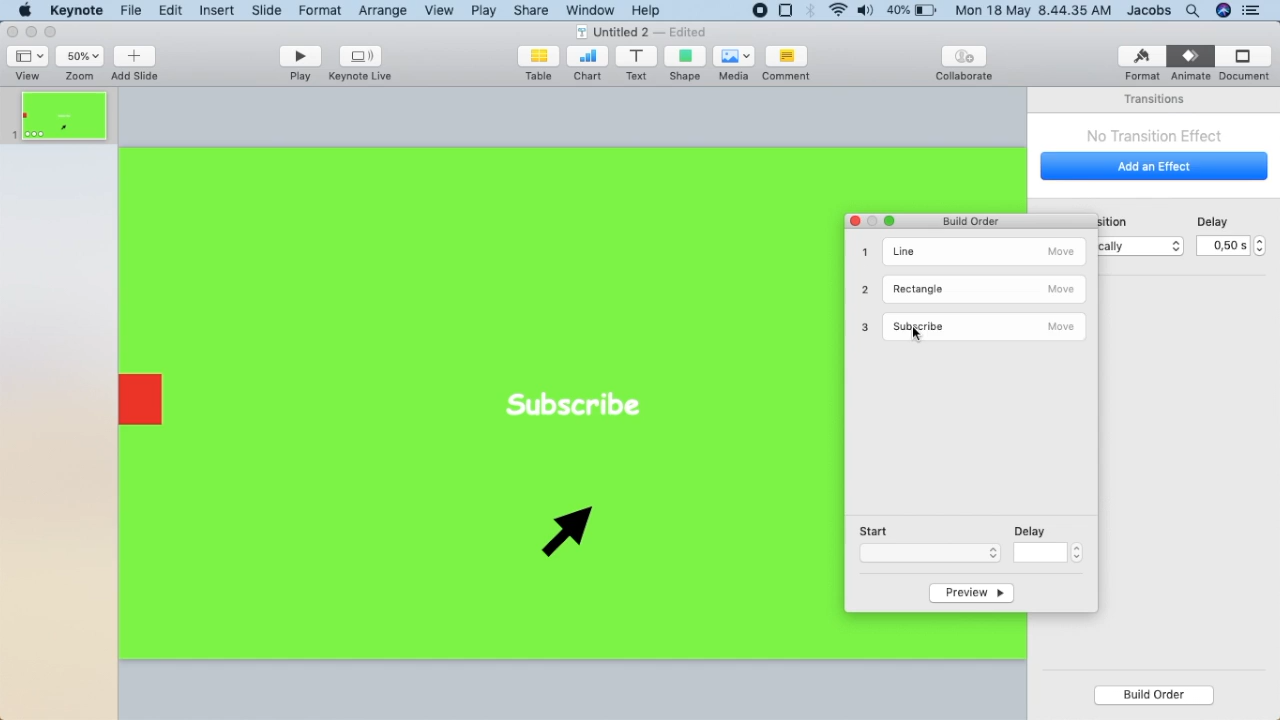 Keynote File Edit Insert Slide Format Arrange View Play Share Window Help 40% Mon 18 May 8.44.35 AM Jacobs
Untitled 2 — Edited
50%
View Zoom Add Slide Play Keynote Live Table Chart Text Shape Media Comment Collaborate Format Animate Document
Transitions
No Transition Effect
Add an Effect
1
sition Delay
cally 0,50 s
Build Order
1 Line Move
2 Rectangle Move
3 Subscribe Move
Subscribe
Start Delay
Preview
Build Order